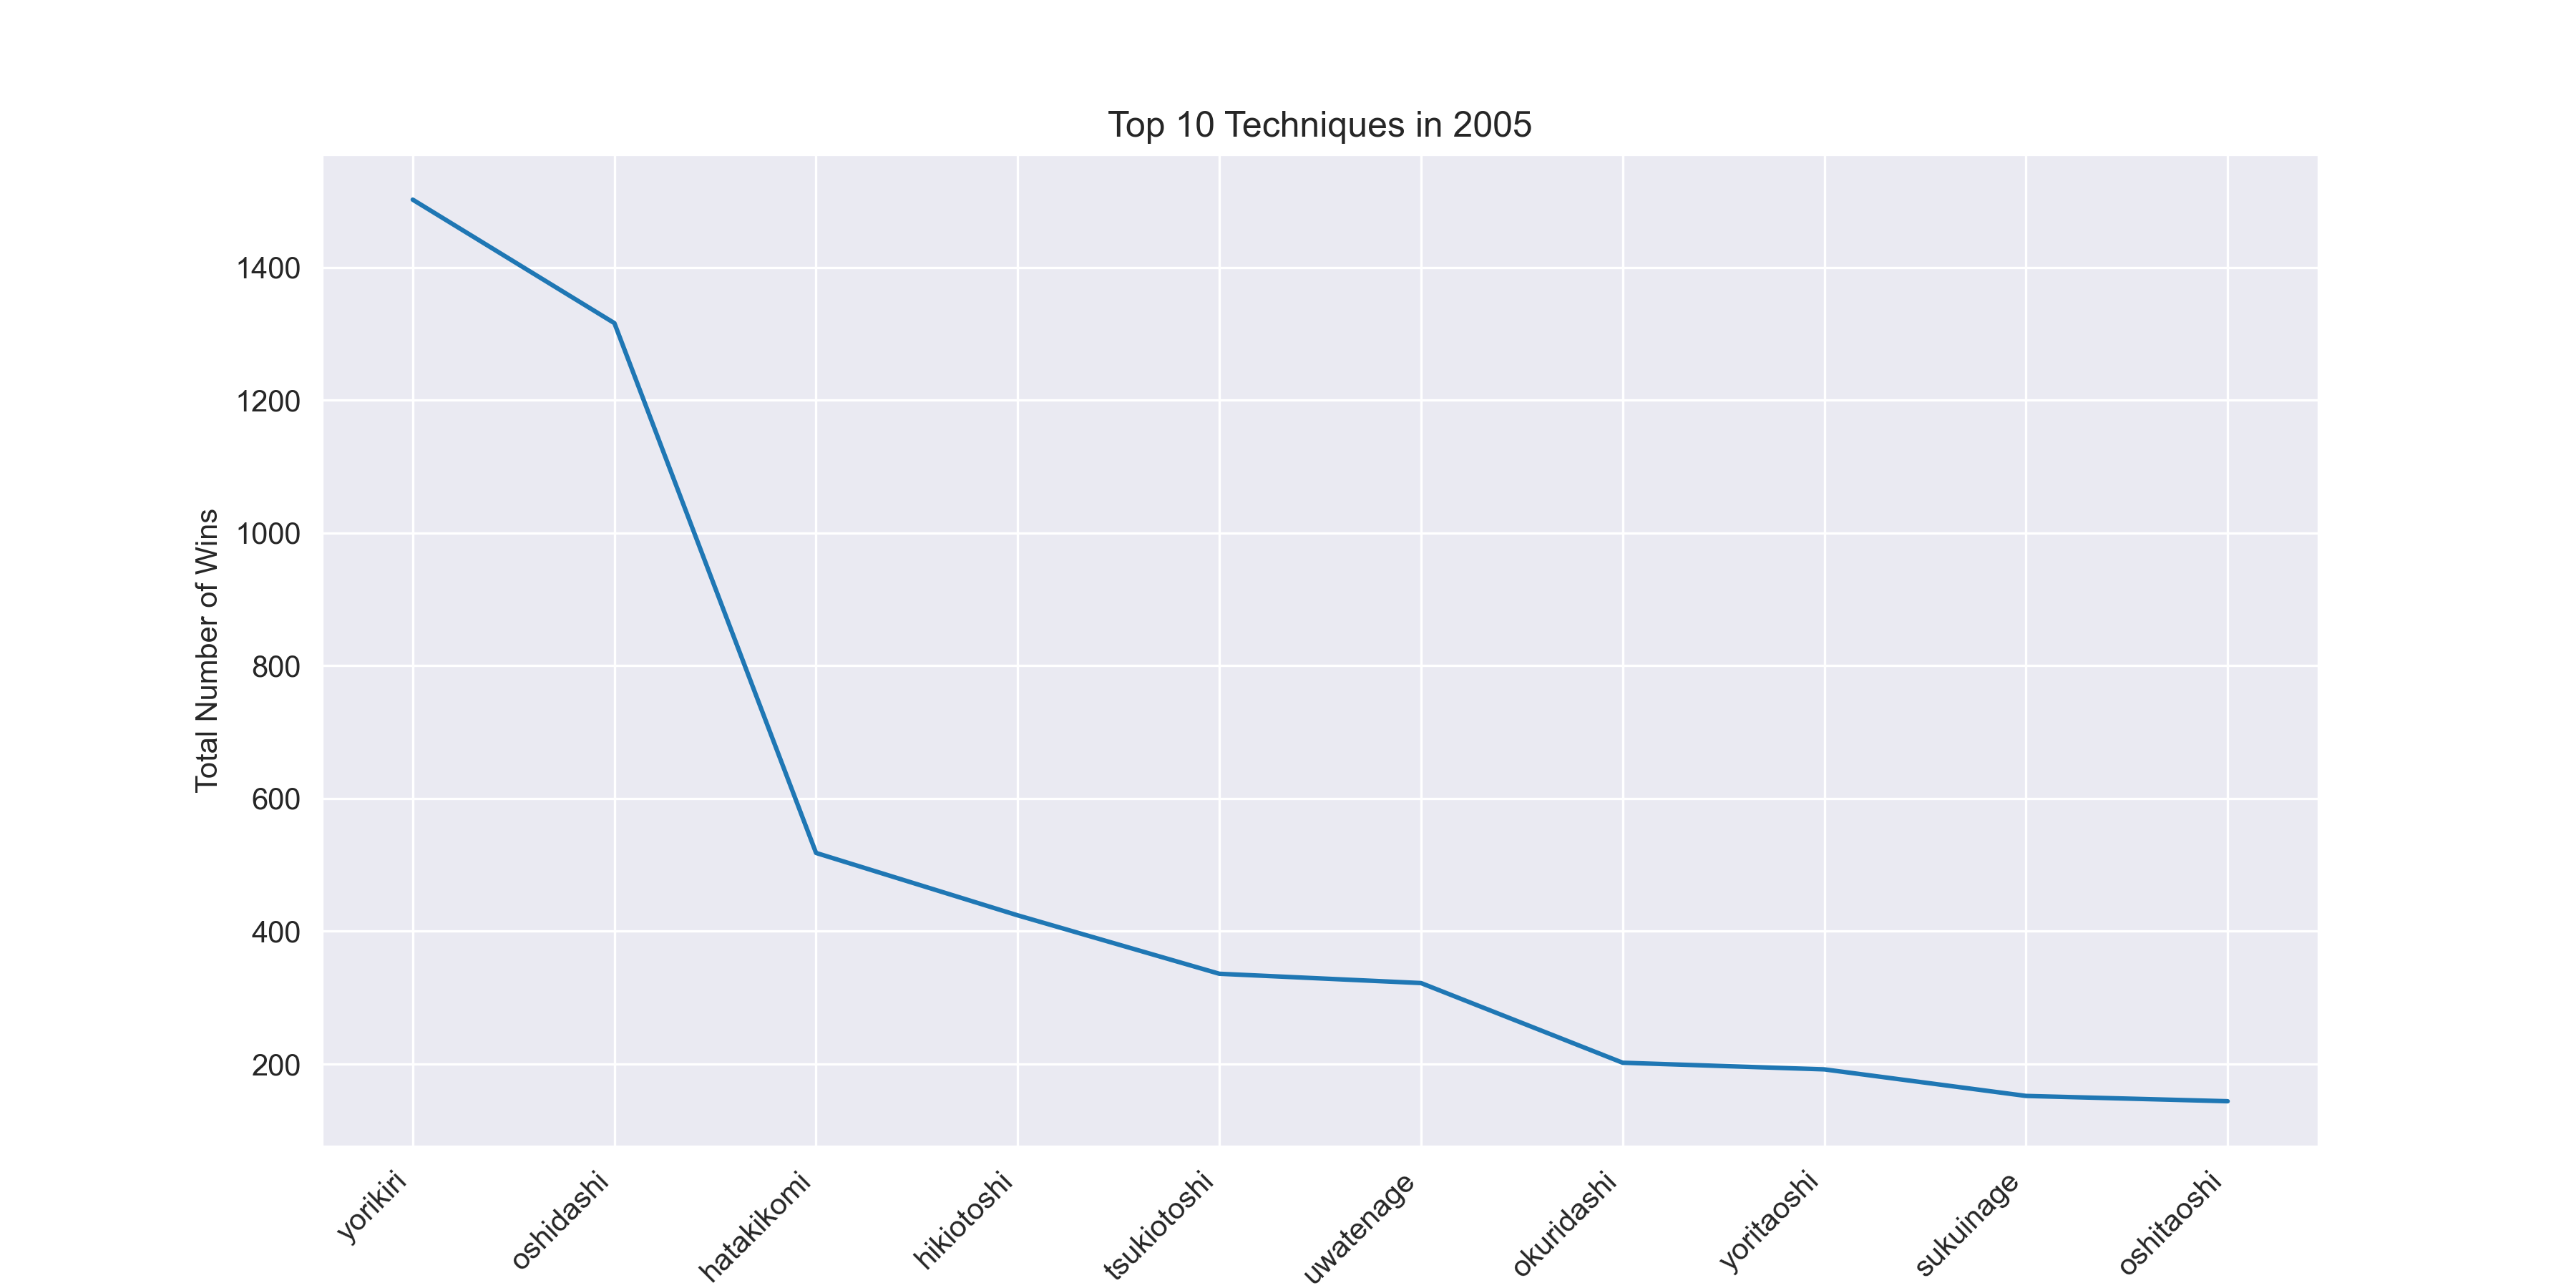 Top 10 Techniques in 2005
Total Number of Wins
1400
1200
1000
800
600
400
200
yorikiri
oshidashi
hatakikomi
hikiotoshi
tsukiotoshi
uwatenage
okuridashi
yoritaoshi
sukuinage
oshitaoshi